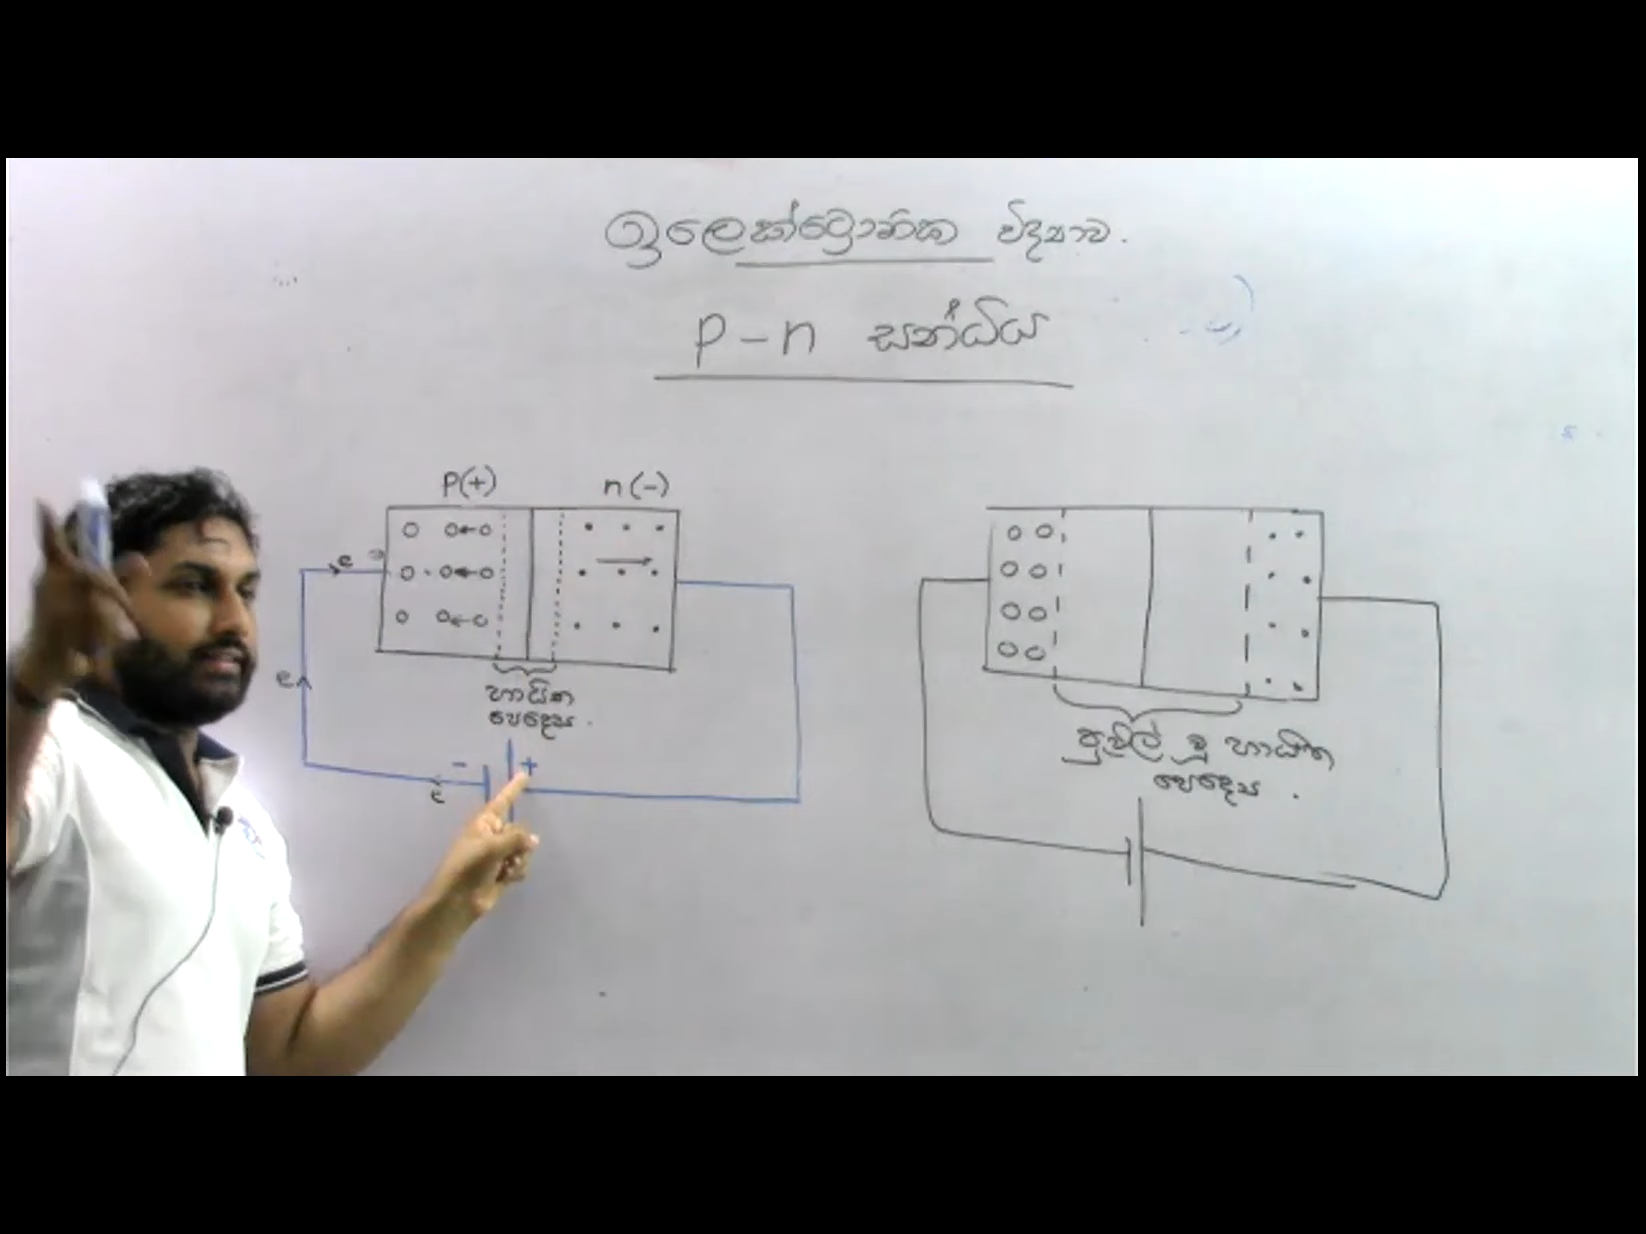 ඉලෙක්ට්‍රොනික විද්‍යාව.
p - n සන්ධිය
p(+) n(-)
e
e
හායිත
පෙදෙස.
- +
e
පුළුල් වූ හායිත
පෙදෙස.